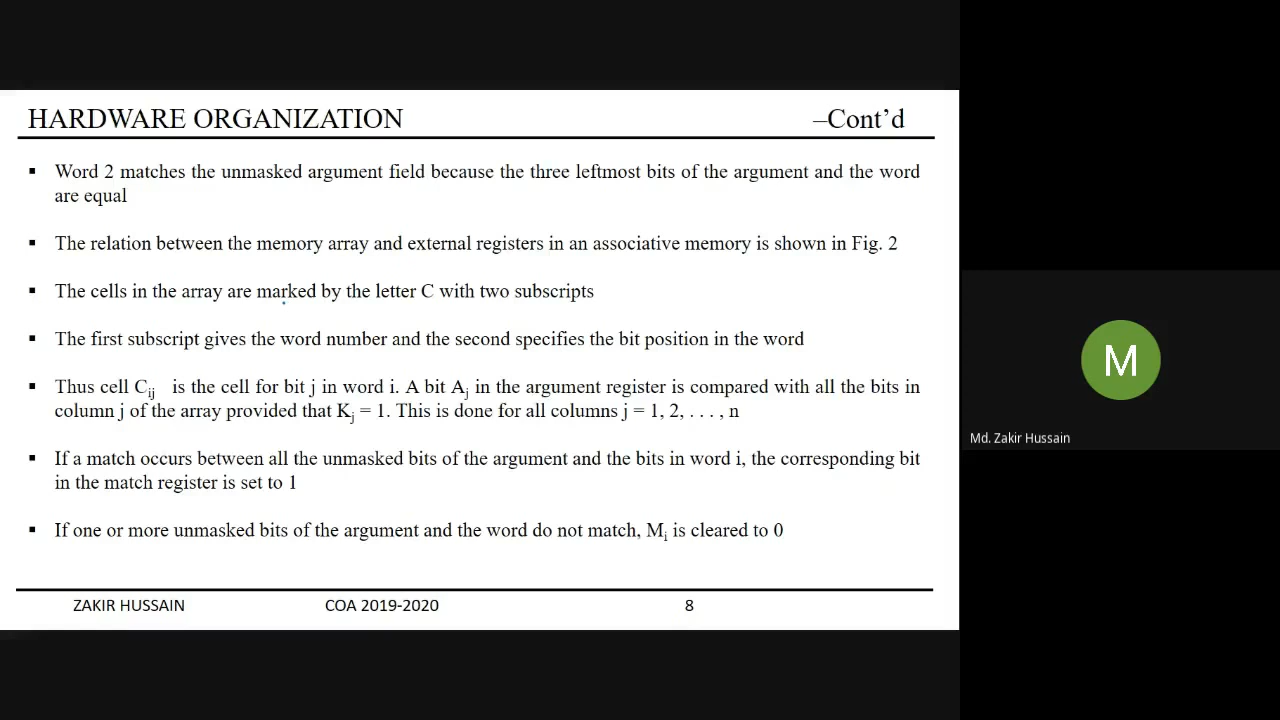 HARDWARE ORGANIZATION –Cont’d
▪ Word 2 matches the unmasked argument field because the three leftmost bits of the argument and the word
are equal
▪ The relation between the memory array and external registers in an associative memory is shown in Fig. 2
▪ The cells in the array are marked by the letter C with two subscripts
▪ The first subscript gives the word number and the second specifies the bit position in the word
▪ Thus cell Cij is the cell for bit j in word i. A bit Aj in the argument register is compared with all the bits in
column j of the array provided that Kj = 1. This is done for all columns j = 1, 2, . . . , n
▪ If a match occurs between all the unmasked bits of the argument and the bits in word i, the corresponding bit
in the match register is set to 1
▪ If one or more unmasked bits of the argument and the word do not match, Mi is cleared to 0
ZAKIR HUSSAIN COA 2019-2020 8
M
Md. Zakir Hussain